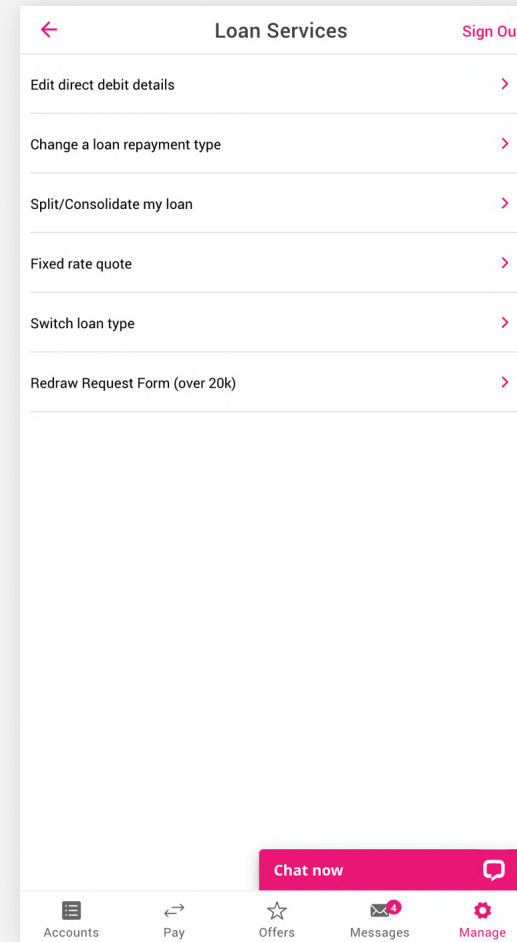 Loan Services
Sign Ou
Edit direct debit details
Change a loan repayment type
Split/Consolidate my loan
Fixed rate quote
Switch loan type
Redraw Request Form (over 20k)
Chat now
4
Accounts
Pay
Offers
Messages
Manage